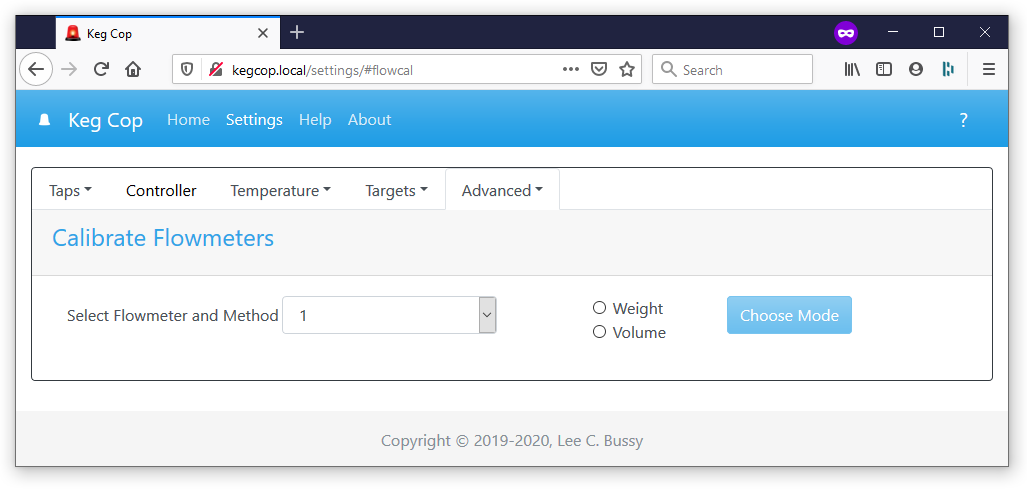 Keg Cop
kegcop.local/settings/#flowcal
Search
Keg Cop Home Settings Help About ?
Taps Controller Temperature Targets Advanced
Calibrate Flowmeters
Select Flowmeter and Method 1
Weight
Volume
Choose Mode
Copyright © 2019-2020, Lee C. Bussy